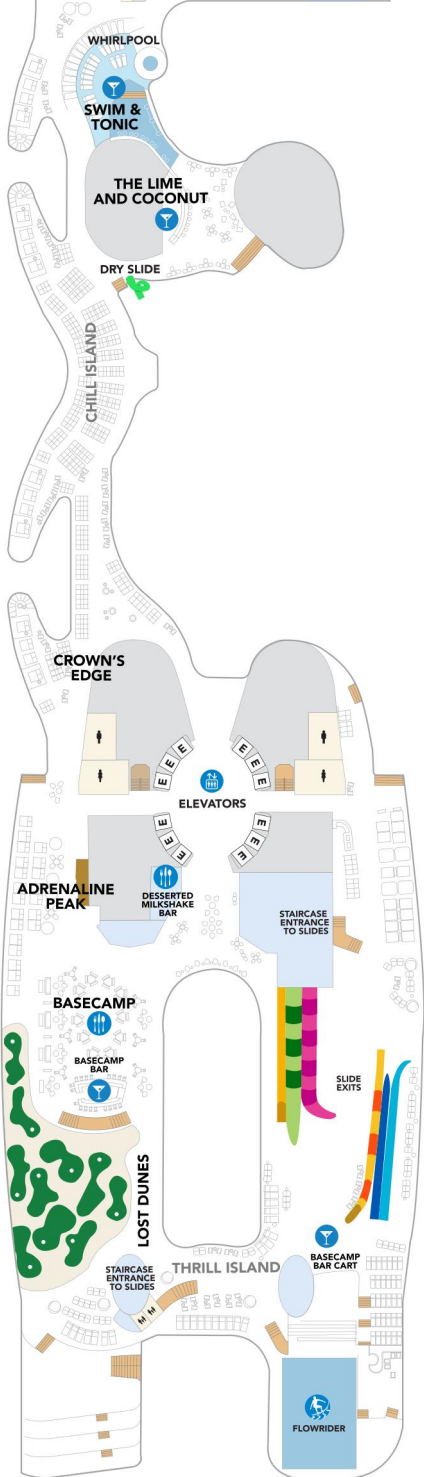 WHIRLPOOL
SWIM &
TONIC
THE LIME
AND COCONUT
DRY SLIDE
CHILL ISLAND
CROWN'S
EDGE
E E E
E E E
ELEVATORS
E E E
E E E
ADRENALINE
PEAK
DESSERTED
MILKSHAKE
BAR
STAIRCASE
ENTRANCE
TO SLIDES
BASECAMP
BASECAMP
BAR
SLIDE
EXITS
LOST DUNES
BASECAMP
BAR CART
THRILL ISLAND
STAIRCASE
ENTRANCE
TO SLIDES
FLOWRIDER